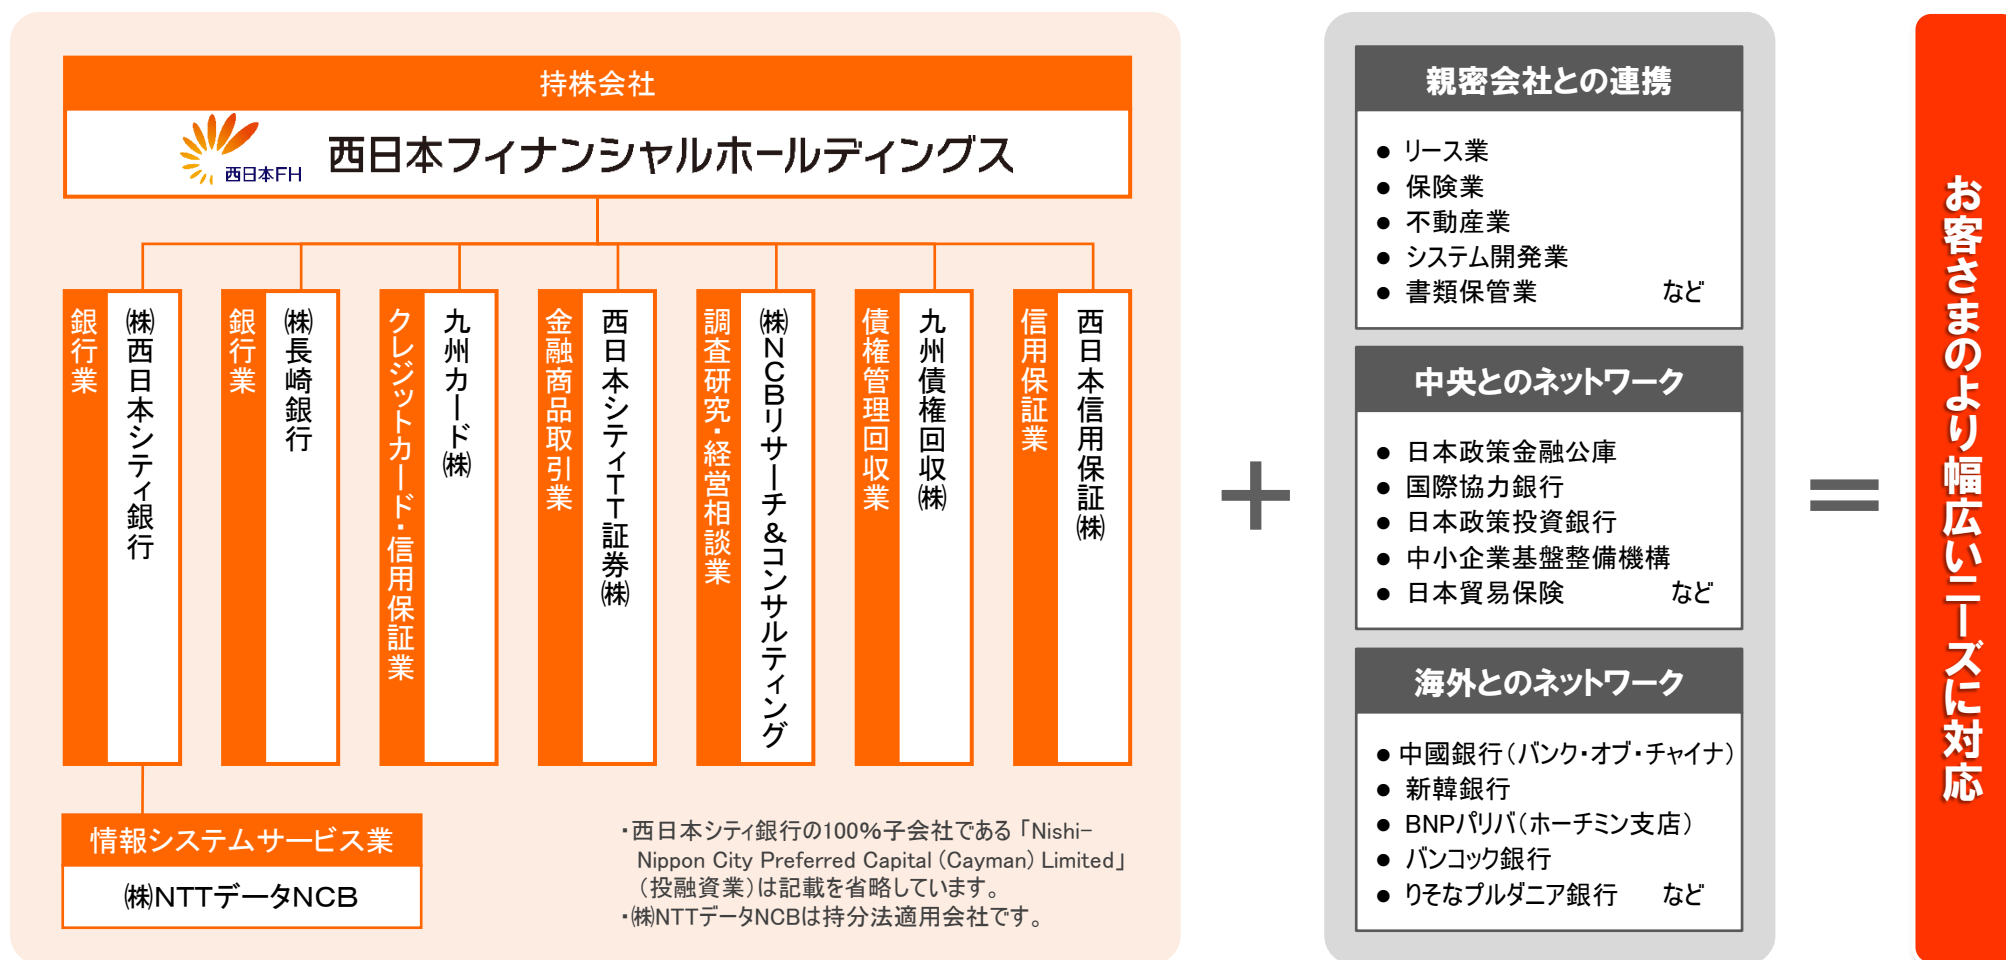 持株会社
西日本FH
西日本フィナンシャルホールディングス
銀行業
㈱西日本シティ銀行
銀行業
㈱長崎銀行
クレジットカード・信用保証業
九州カード㈱
金融商品取引業
西日本シティTT証券㈱
調査研究・経営相談業
㈱NCBリサーチ&コンサルティング
債権管理回収業
九州債権回収㈱
信用保証業
西日本信用保証㈱
情報システムサービス業
㈱NTTデータNCB
・西日本シティ銀行の100%子会社である「Nishi-
Nippon City Preferred Capital (Cayman) Limited」
（投融資業）は記載を省略しています。
・㈱NTTデータNCBは持分法適用会社です。
+
親密会社との連携
● リース業
● 保険業
● 不動産業
● システム開発業
● 書類保管業 など
中央とのネットワーク
● 日本政策金融公庫
● 国際協力銀行
● 日本政策投資銀行
● 中小企業基盤整備機構
● 日本貿易保険 など
海外とのネットワーク
● 中國銀行（バンク・オブ・チャイナ）
● 新韓銀行
● BNPパリバ（ホーチミン支店）
● バンコック銀行
● りそなプルダニア銀行 など
=
お客さまのより幅広いニーズに対応